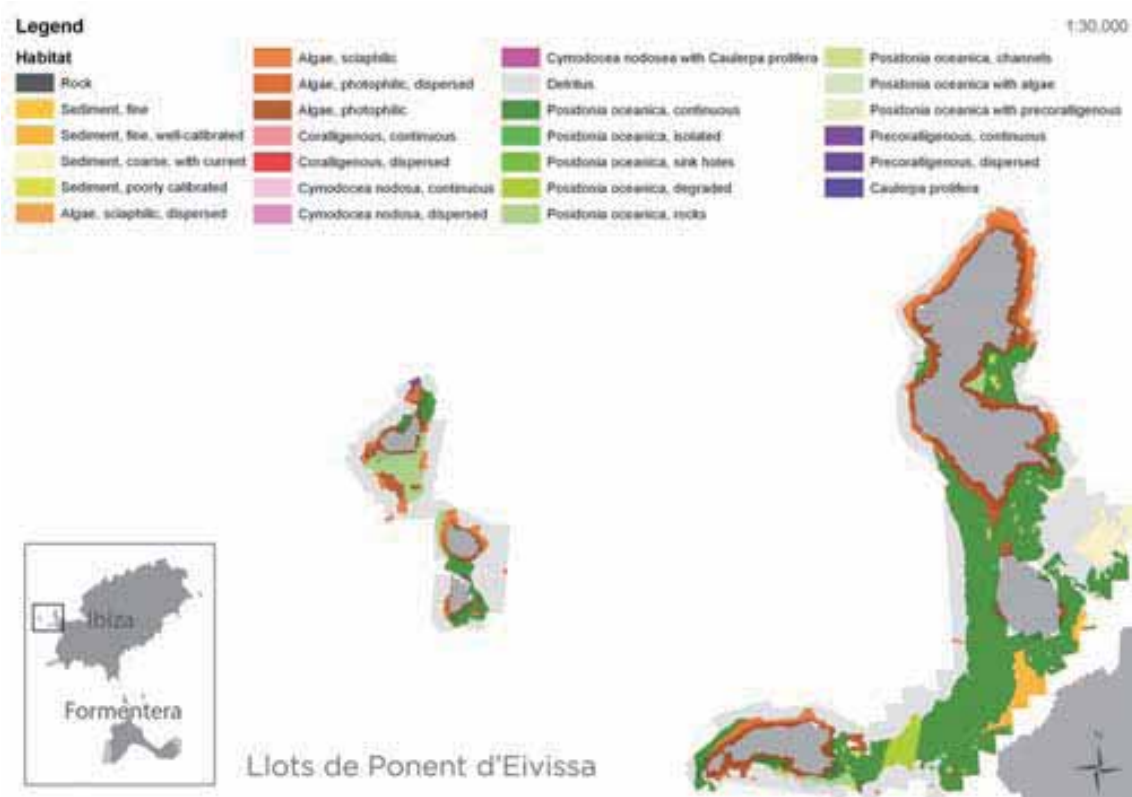 Legend
1:30.000
Habitat
Rock
Sediment, fine
Sediment, fine, well-calibrated
Sediment, coarse, with current
Sediment, poorly calibrated
Algae, sciaphilic, dispersed
Algae, sciaphilic
Algae, photophilic, dispersed
Algae, photophilic
Coralligenous, continuous
Coralligenous, dispersed
Cymodocea nodosa, continuous
Cymodocea nodosa, dispersed
Cymodocea nodosea with Caulerpa prolifera
Detritus
Posidonia oceanica, continuous
Posidonia oceanica, isolated
Posidonia oceanica, sink holes
Posidonia oceanica, degraded
Posidonia oceanica, rocks
Posidonia oceanica, channels
Posidonia oceanica with algae
Posidonia oceanica with precoralligenous
Precoralligenous, continuous
Precoralligenous, dispersed
Caulerpa prolifera
Ibiza
Formentera
Llots de Ponent d'Eivissa
N